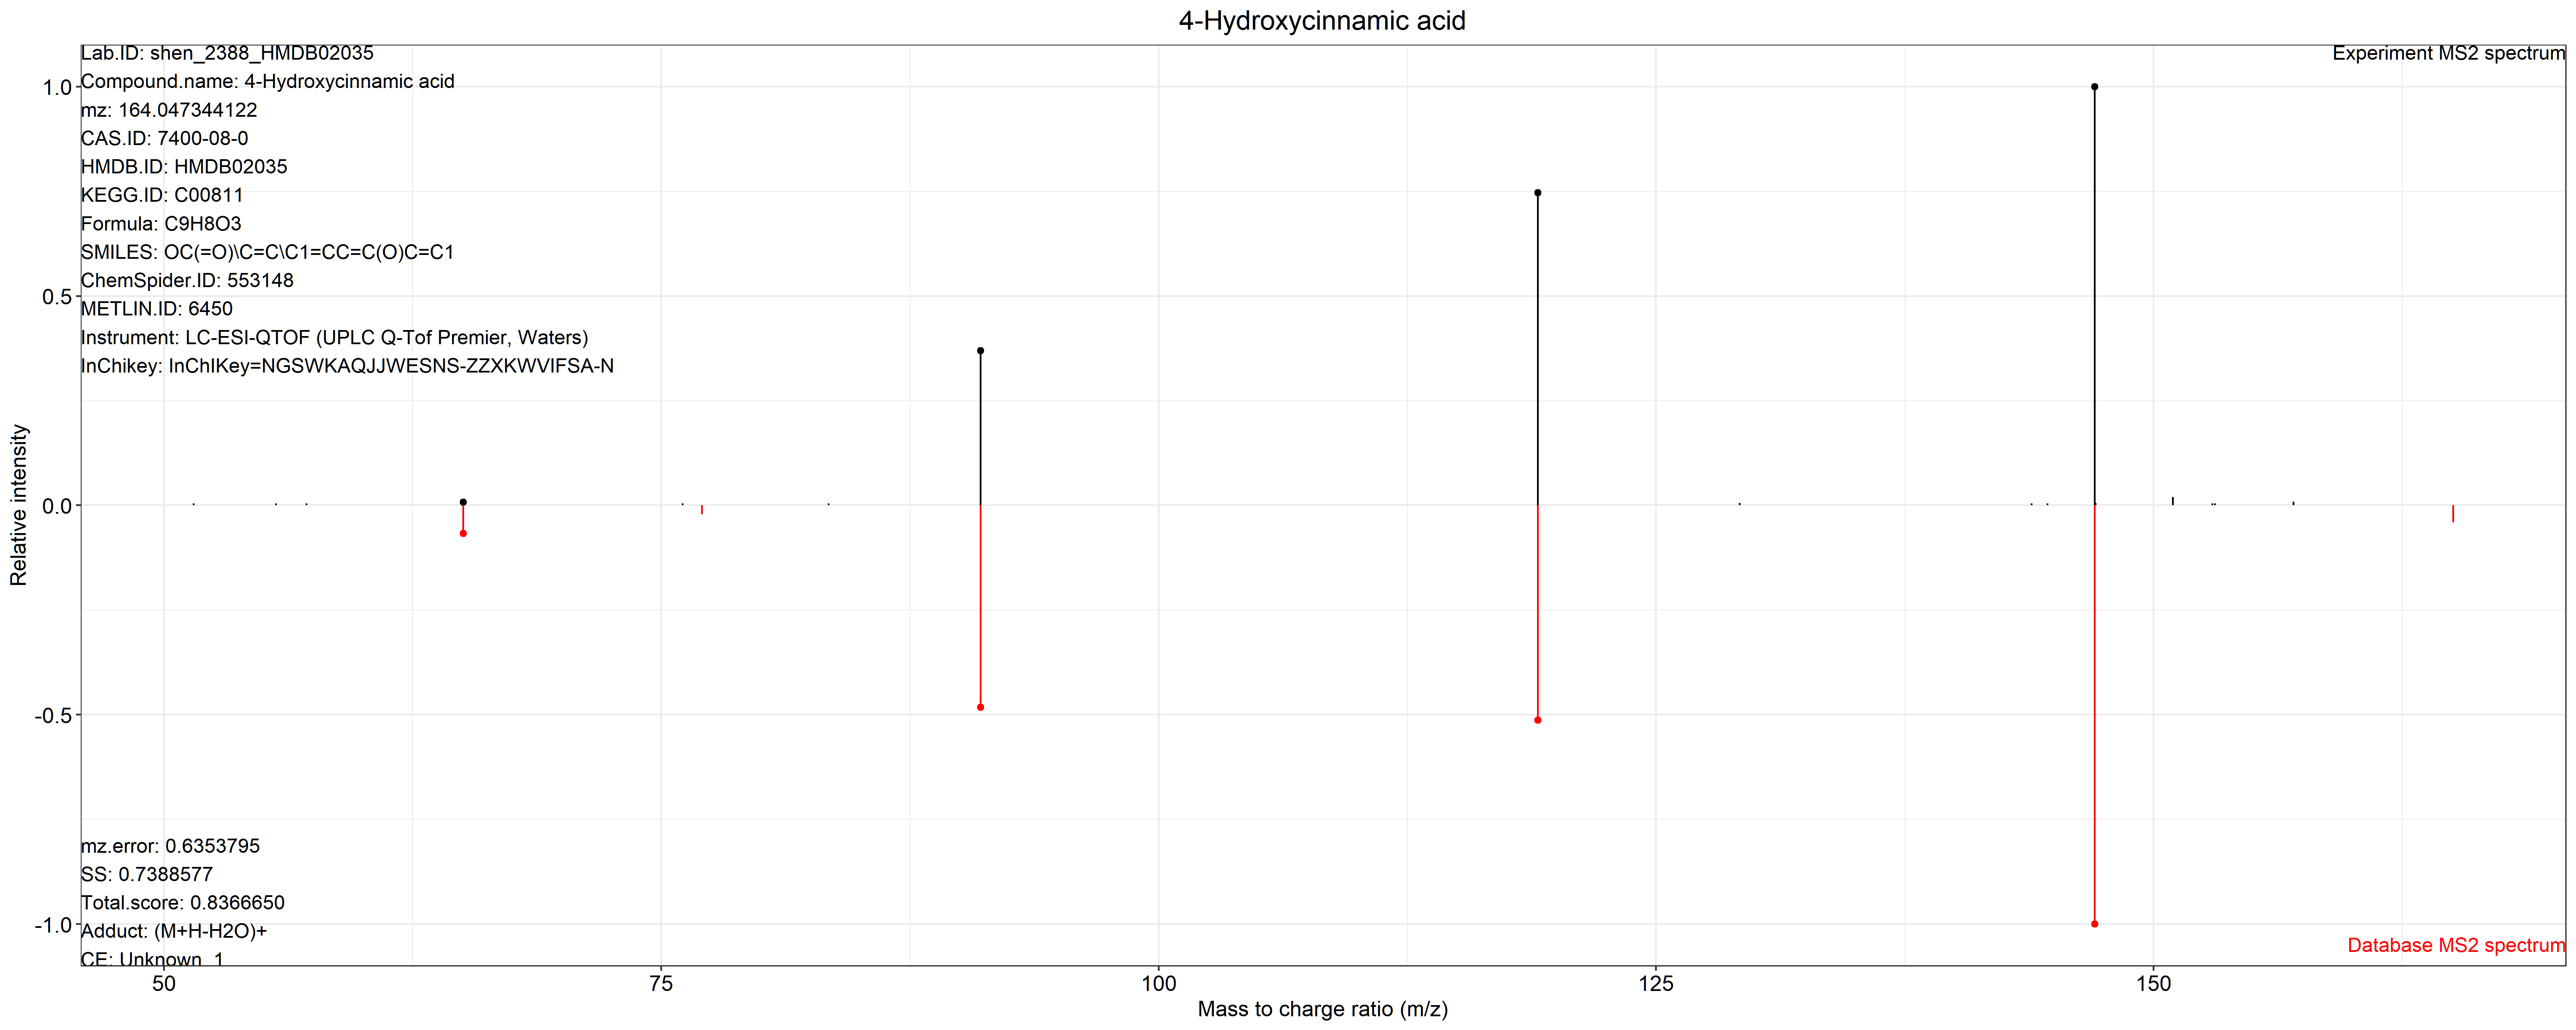 4-Hydroxycinnamic acid
Lab.ID: shen_2388_HMDB02035
Experiment MS2 spectrum
Compound.name: 4-Hydroxycinnamic acid
mz: 164.047344122
CAS.ID: 7400-08-0
HMDB.ID: HMDB02035
KEGG.ID: C00811
Formula: C9H8O3
SMILES: OC(=O)\C=C\C1=CC=C(O)C=C1
ChemSpider.ID: 553148
METLIN.ID: 6450
Instrument: LC-ESI-QTOF (UPLC Q-Tof Premier, Waters)
InChikey: InChIKey=NGSWKAQJJWESNS-ZZXKWVIFSA-N
1.0
0.5
0.0
-0.5
-1.0
Relative intensity
mz.error: 0.6353795
SS: 0.7388577
Total.score: 0.8366650
Adduct: (M+H-H2O)+
CE: Unknown_1
Database MS2 spectrum
50 75 100 125 150
Mass to charge ratio (m/z)